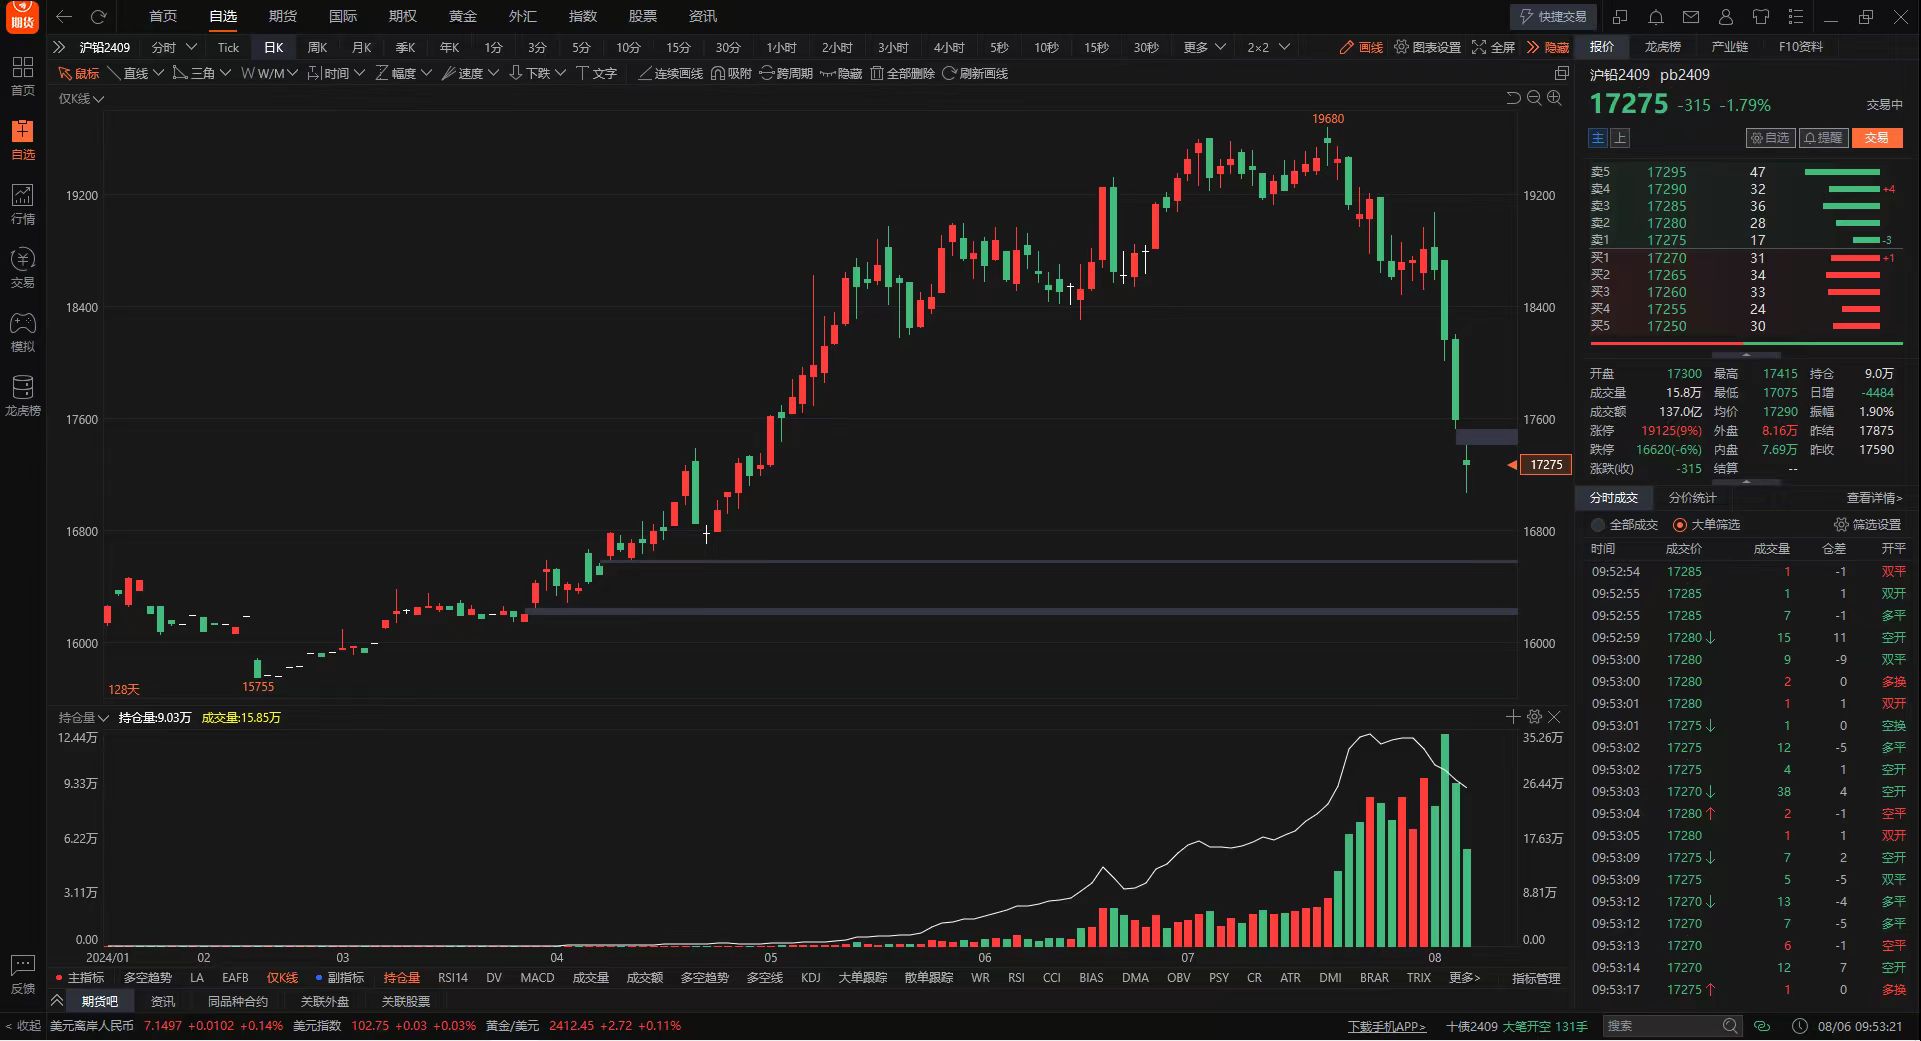 期货 首页 自选 期货 国际 期权 黄金 外汇 指数 股票 资讯 快捷交易
沪铅2409 分时 Tick 日K 周K 月K 季K 年K 1分 3分 5分 10分 15分 30分 1小时 2小时 3小时 4小时 5秒 10秒 15秒 30秒 更多 2×2 画线 图表设置 全屏 隐藏
鼠标 直线 三角 W/M 时间 幅度 速度 下跌 文字 连续画线 吸附 跨周期 隐藏 全部删除 刷新画线
仅K线
首页
自选
行情
交易
模拟
龙虎榜
反馈
< 收起
19680
19200 19200
18400 18400
17600 17600
17275
16800 16800
16000 16000
128天 15755
持仓量 持仓量:9.03万 成交量:15.85万
12.44万 35.26万
9.33万 26.44万
6.22万 17.63万
3.11万 8.81万
0.00 0.00
2024/01 02 03 04 05 06 07 08
主指标 多空趋势 LA EAFB 仅K线 副指标 持仓量 RSI14 DV MACD 成交量 成交额 多空趋势 多空线 KDJ 大单跟踪 散单跟踪 WR RSI CCI BIAS DMA OBV PSY CR ATR DMI BRAR TRIX 更多> 指标管理
期货吧 资讯 同品种合约 关联外盘 关联股票
报价 龙虎榜 产业链 F10资料
沪铅2409 pb2409
17275 -315 -1.79% 交易中
主 上 自选 提醒 交易
卖5 17295 47
卖4 17290 32 +4
卖3 17285 36
卖2 17280 28
卖1 17275 17 -3
买1 17270 31 +1
买2 17265 34
买3 17260 33
买4 17255 24
买5 17250 30
开盘 17300 最高 17415 持仓 9.0万
成交量 15.8万 最低 17075 日增 -4484
成交额 137.0亿 均价 17290 振幅 1.90%
涨停 19125(9%) 外盘 8.16万 昨结 17875
跌停 16620(-6%) 内盘 7.69万 昨收 17590
涨跌(收) -315 结算 --
分时成交 分价统计 查看详情>
全部成交 大单筛选 筛选设置
时间 成交价 成交量 仓差 开平
09:52:54 17285 1 -1 双平
09:52:55 17285 1 1 双开
09:52:55 17285 7 -1 多平
09:52:59 17280↓ 15 11 空开
09:53:00 17280 9 -9 双平
09:53:00 17280 2 0 多换
09:53:01 17280 1 1 双开
09:53:01 17275↓ 1 0 空换
09:53:02 17275 12 -5 多平
09:53:02 17275 4 1 空开
09:53:03 17270↓ 38 4 空开
09:53:04 17280↑ 2 -1 空平
09:53:05 17280 1 1 双开
09:53:09 17275↓ 7 2 空开
09:53:09 17275 5 -5 双平
09:53:12 17270↓ 13 -4 多平
09:53:12 17270 7 -5 多平
09:53:13 17270 6 -1 空平
09:53:14 17270 12 7 空开
09:53:17 17275↑ 1 0 多换
美元离岸人民币 7.1497 +0.0102 +0.14% 美元指数 102.75 +0.03 +0.03% 黄金/美元 2412.45 +2.72 +0.11% 下载手机APP> 十债2409 大笔开空 131手 搜索 08/06 09:53:21